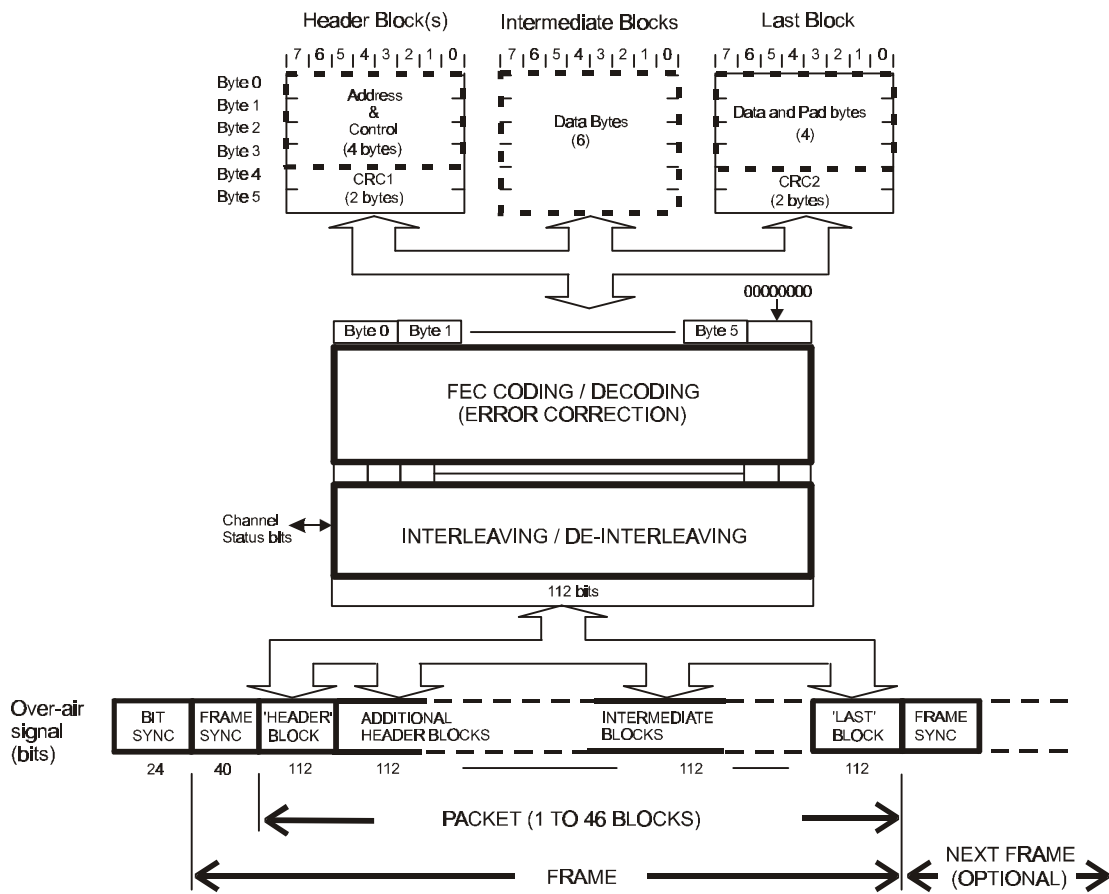 Header Block(s) Intermediate Blocks Last Block
7 6 5 4 3 2 1 0 7 6 5 4 3 2 1 0 7 6 5 4 3 2 1 0
Byte 0
Byte 1
Byte 2
Byte 3
Byte 4
Byte 5
Address
&
Control
(4 bytes)
CRC1
(2 bytes)
Data Bytes
(6)
Data and Pad bytes
(4)
CRC2
(2 bytes)
00000000
Byte 0 Byte 1 Byte 5
FEC CODING / DECODING
(ERROR CORRECTION)
Channel
Status bits
INTERLEAVING / DE-INTERLEAVING
112 bits
Over-air
signal
(bits)
BIT
SYNC
FRAME
SYNC
'HEADER'
BLOCK
ADDITIONAL
HEADER BLOCKS
INTERMEDIATE
BLOCKS
'LAST'
BLOCK
FRAME
SYNC
24 40 112 112 112 112
PACKET (1 TO 46 BLOCKS)
FRAME
NEXT FRAME
(OPTIONAL)